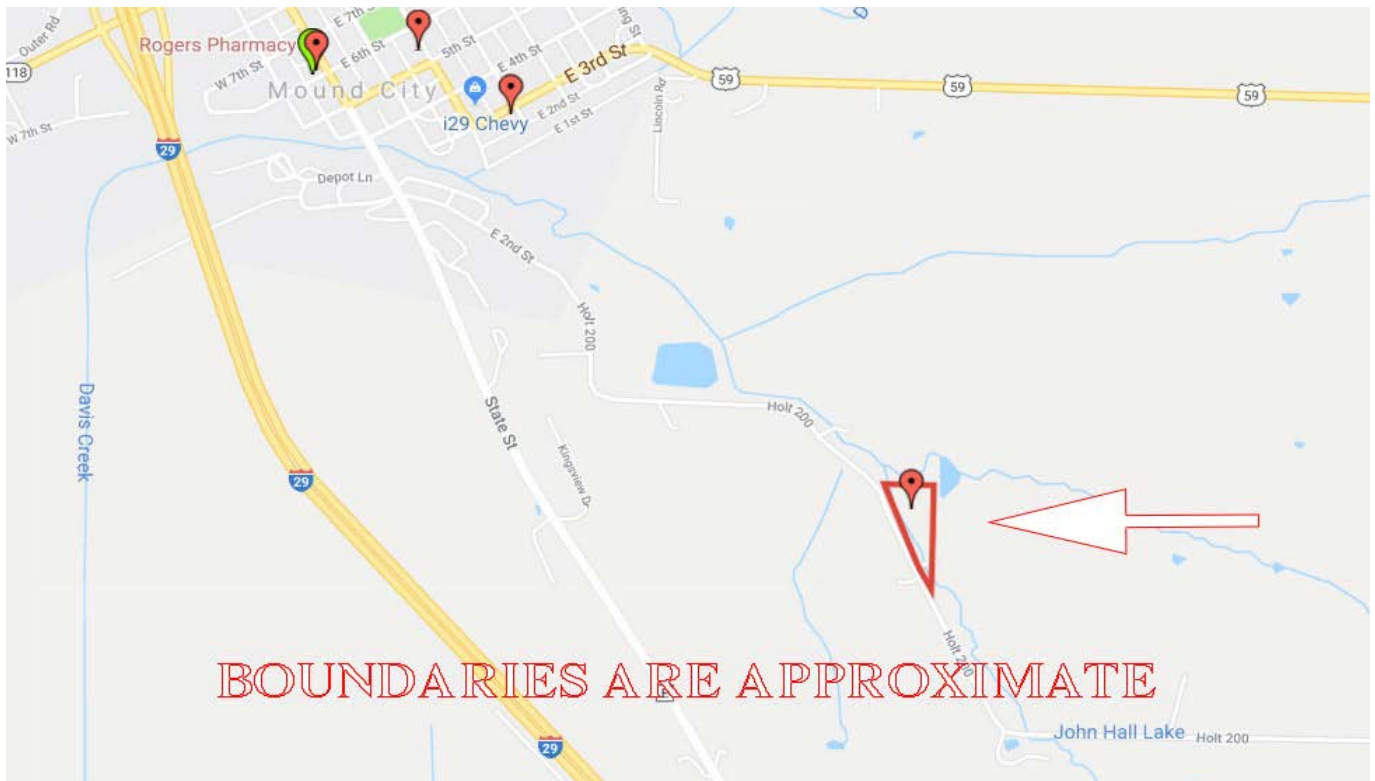 Outer Rd
118
W 7th St
Rogers Pharmacy
W 7th St
E 7th St
E 6th St
5th St
E 4th St
E 3rd St
E 2nd St
E 1st St
Mound City
i29 Chevy
Lincoln Rd
59
59
59
29
Depot Ln
E 2nd St
Holt 200
Davis Creek
State St
Kingsview Dr
29
Holt 200
Holt 200
BOUNDARIES ARE APPROXIMATE
John Hall Lake
Holt 200
29